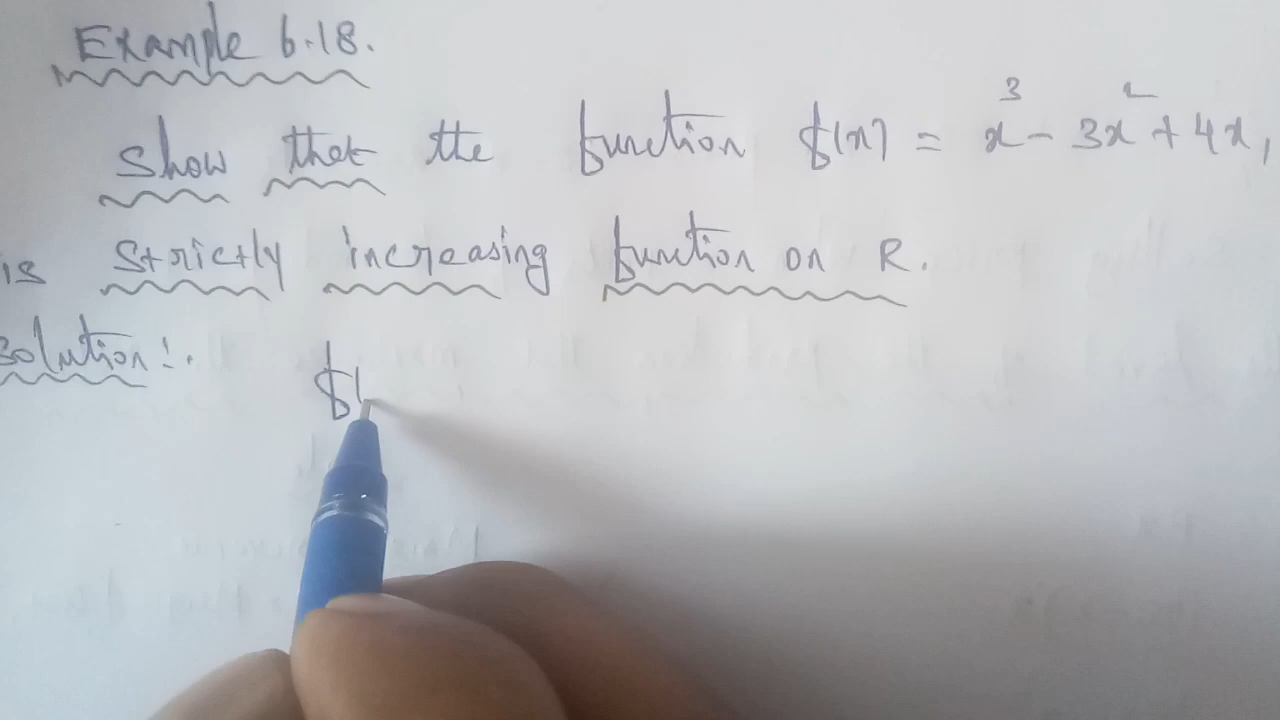 Example 6.18.
Show that the function f(x) = x³ - 3x² + 4x,
is strictly increasing function on R.
Solution:
f(